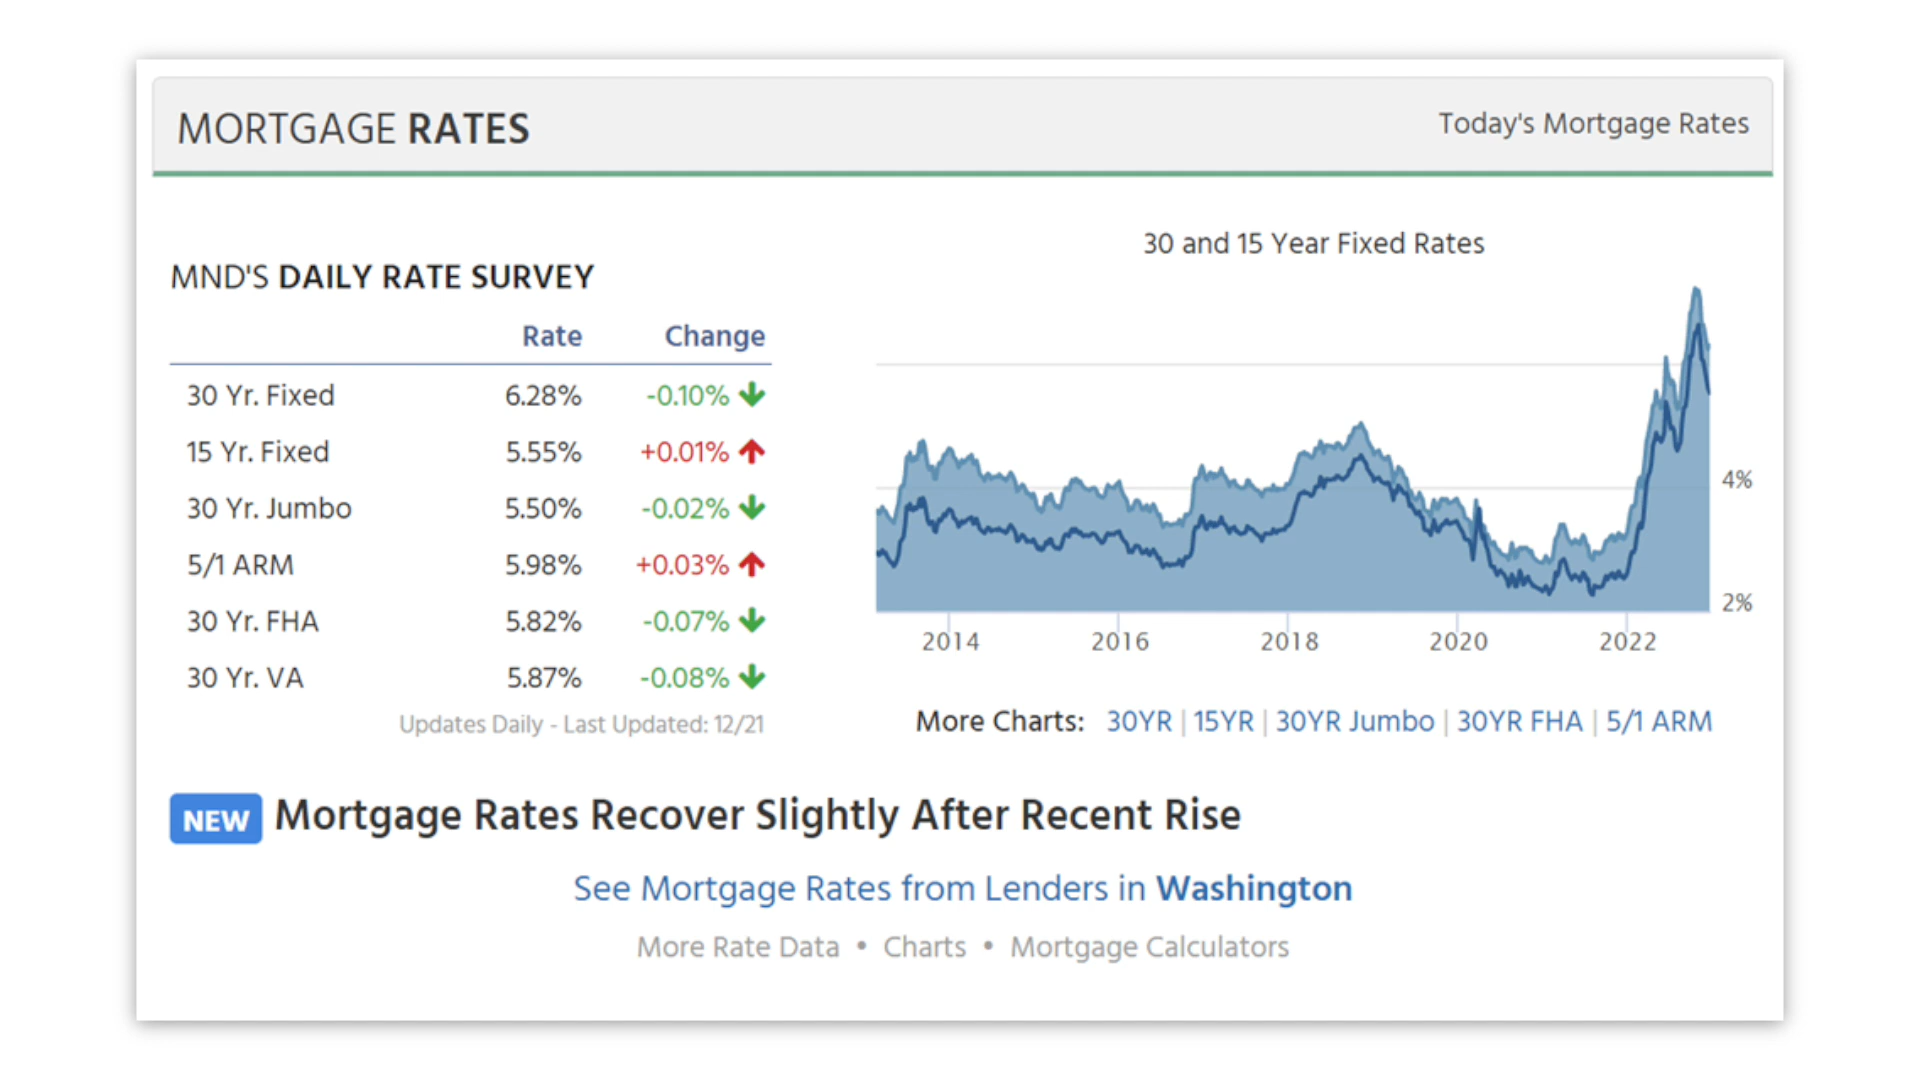 MORTGAGE RATES
Today's Mortgage Rates
MND'S DAILY RATE SURVEY
Rate Change
30 Yr. Fixed 6.28% -0.10%
15 Yr. Fixed 5.55% +0.01%
30 Yr. Jumbo 5.50% -0.02%
5/1 ARM 5.98% +0.03%
30 Yr. FHA 5.82% -0.07%
30 Yr. VA 5.87% -0.08%
Updates Daily - Last Updated: 12/21
30 and 15 Year Fixed Rates
4%
2%
2014 2016 2018 2020 2022
More Charts: 30YR | 15YR | 30YR Jumbo | 30YR FHA | 5/1 ARM
NEW Mortgage Rates Recover Slightly After Recent Rise
See Mortgage Rates from Lenders in Washington
More Rate Data • Charts • Mortgage Calculators